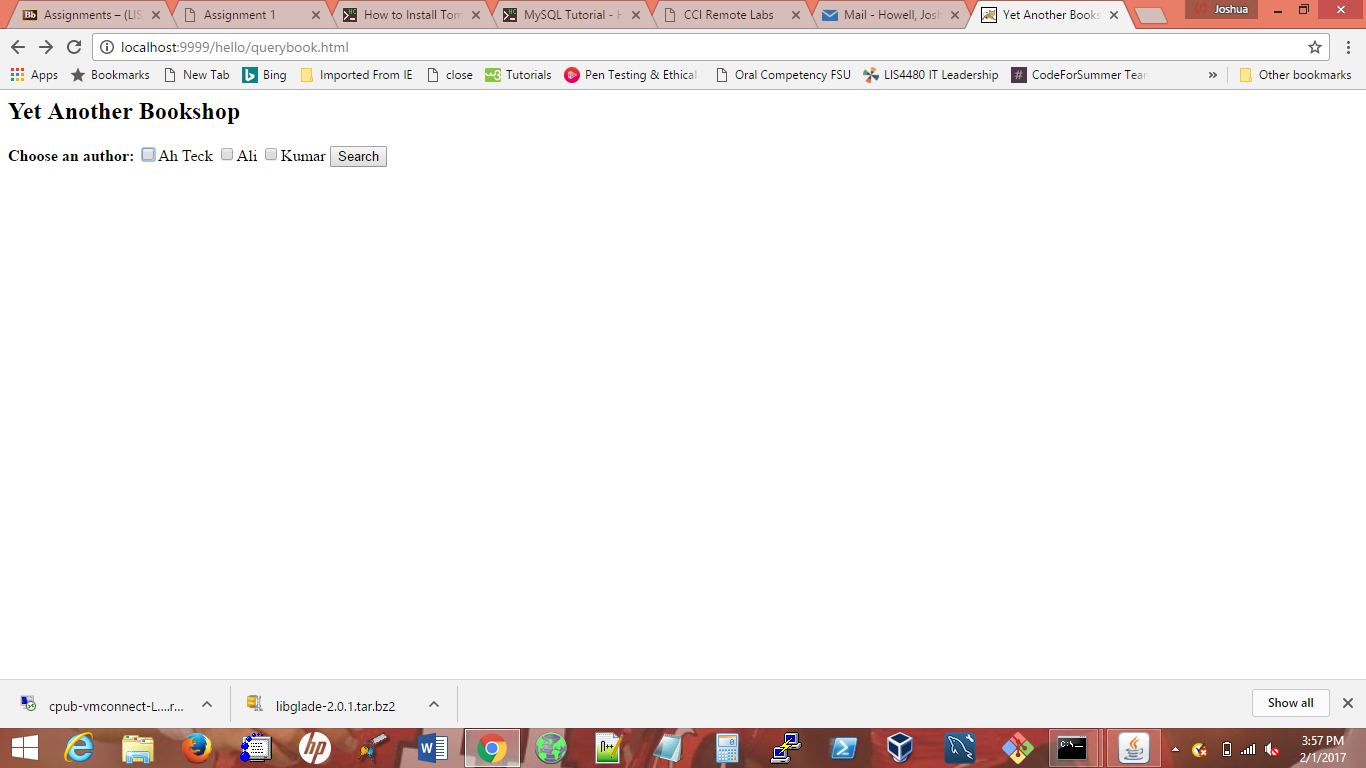 Assignments – (LIS
Assignment 1
How to Install Tom
MySQL Tutorial - H
CCI Remote Labs
Mail - Howell, Josh
Yet Another Books
Joshua
localhost:9999/hello/querybook.html
Apps Bookmarks New Tab Bing Imported From IE close Tutorials Pen Testing & Ethical Oral Competency FSU LIS4480 IT Leadership CodeForSummer Tear » Other bookmarks
Yet Another Bookshop
Choose an author: Ah Teck Ali Kumar Search
cpub-vmconnect-L....r... libglade-2.0.1.tar.bz2 Show all
3:57 PM
2/1/2017